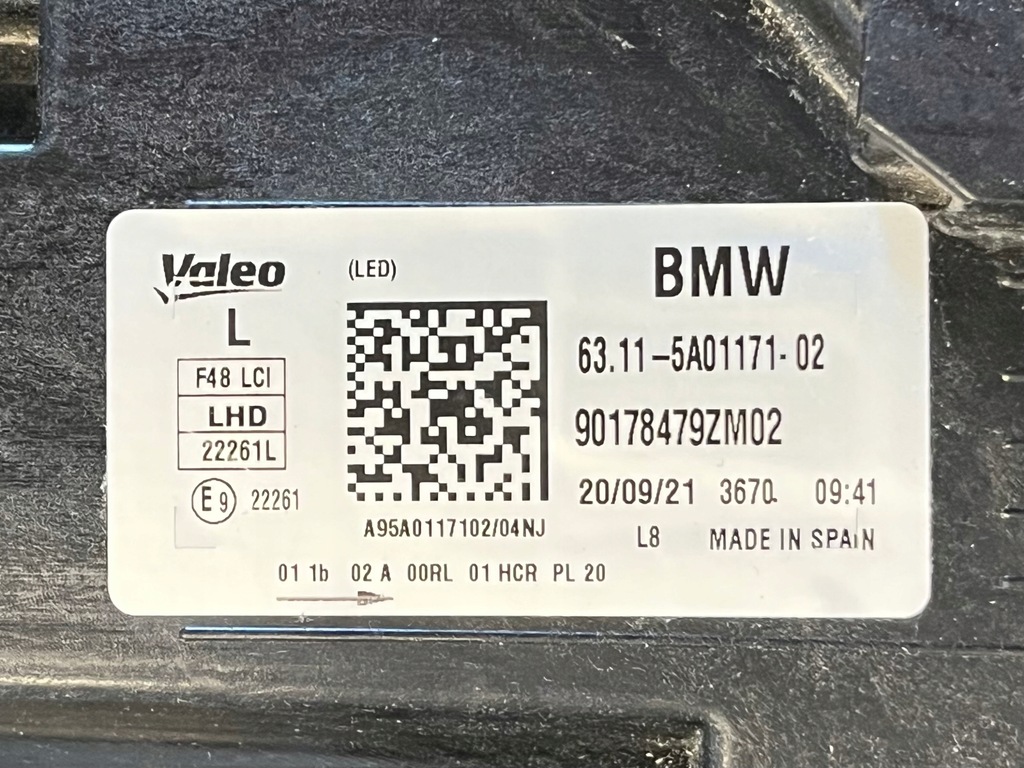 Valeo (LED) BMW
L
63.11-5A01171-02
F48 LCI
LHD
90178479ZM02
22261L
E9 22261
20/09/21 3670 09:41
A95A0117102/04NJ
L8 MADE IN SPAIN
01 1b 02 A 00RL 01 HCR PL 20